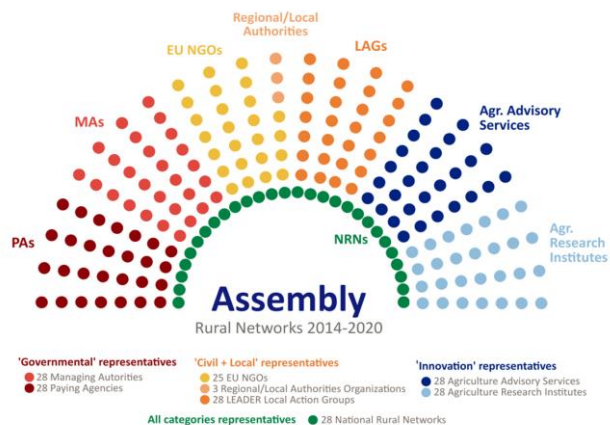 Regional/Local
Authorities
EU NGOs
LAGs
MAs
Agr. Advisory
Services
PAs
NRNs
Agr.
Research
Institutes
Assembly
Rural Networks 2014-2020
'Governmental' representatives
28 Managing Autorities
28 Paying Agencies
'Civil + Local' representatives
25 EU NGOs
3 Regional/Local Authorities Organizations
28 LEADER Local Action Groups
'Innovation' representatives
28 Agriculture Advisory Services
28 Agriculture Research Institutes
All categories representatives
28 National Rural Networks